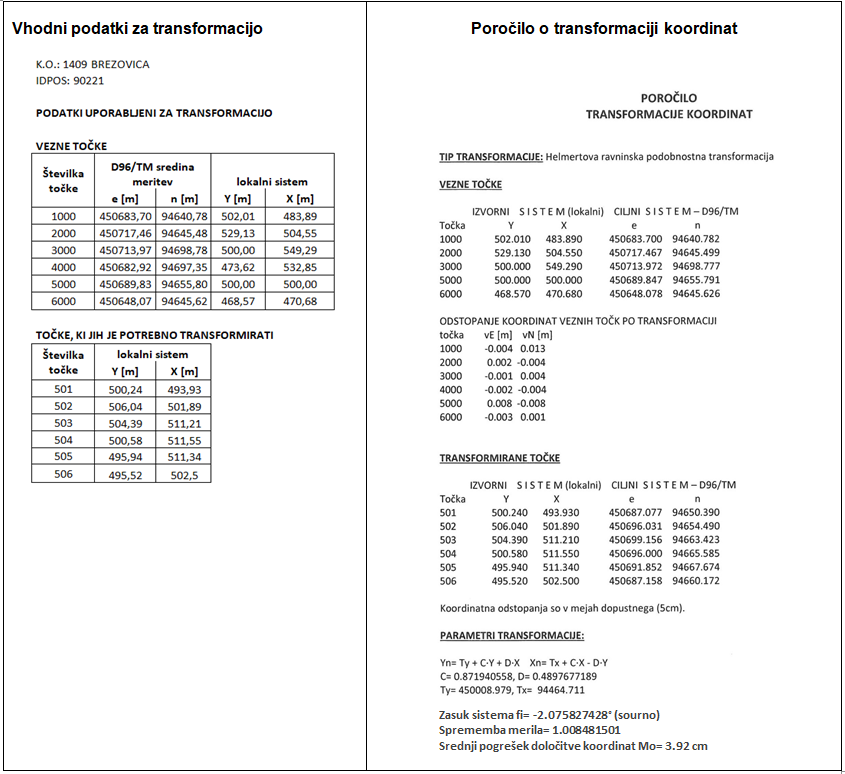 Vhodni podatki za transformacijo
K.O.: 1409 BREZOVICA
IDPOS: 90221
PODATKI UPORABLJENI ZA TRANSFORMACIJO
VEZNE TOČKE
Številka točke D96/TM sredina meritev lokalni sistem
e [m] n [m] Y [m] X [m]
1000 450683,70 94640,78 502,01 483,89
2000 450717,46 94645,48 529,13 504,55
3000 450713,97 94698,78 500,00 549,29
4000 450682,92 94697,35 473,62 532,85
5000 450689,83 94655,80 500,00 500,00
6000 450648,07 94645,62 468,57 470,68
TOČKE, KI JIH JE POTREBNO TRANSFORMIRATI
Številka točke lokalni sistem
Y [m] X [m]
501 500,24 493,93
502 506,04 501,89
503 504,39 511,21
504 500,58 511,55
505 495,94 511,34
506 495,52 502,5
Poročilo o transformaciji koordinat
POROČILO
TRANSFORMACIJE KOORDINAT
TIP TRANSFORMACIJE: Helmertova ravninska podobnostna transformacija
VEZNE TOČKE
IZVORNI S I S T E M (lokalni) CILJNI S I S T E M – D96/TM
Točka Y X e n
1000 502.010 483.890 450683.700 94640.782
2000 529.130 504.550 450717.467 94645.499
3000 500.000 549.290 450713.972 94698.777
5000 500.000 500.000 450689.847 94655.791
6000 468.570 470.680 450648.078 94645.626
ODSTOPANJE KOORDINAT VEZNIH TOČK PO TRANSFORMACIJI
točka vE [m] vN [m]
1000 -0.004 0.013
2000 0.002 -0.004
3000 -0.001 0.004
4000 -0.002 -0.004
5000 0.008 -0.008
6000 -0.003 0.001
TRANSFORMIRANE TOČKE
IZVORNI S I S T E M (lokalni) CILJNI S I S T E M – D96/TM
Točka Y X e n
501 500.240 493.930 450687.077 94650.390
502 506.040 501.890 450696.031 94654.490
503 504.390 511.210 450699.156 94663.423
504 500.580 511.550 450696.000 94665.585
505 495.940 511.340 450691.852 94667.674
506 495.520 502.500 450687.158 94660.172
Koordinatna odstopanja so v mejah dopustnega (5cm).
PARAMETRI TRANSFORMACIJE:
Yn= Ty + C·Y + D·X Xn= Tx + C·X - D·Y
C= 0.871940558, D= 0.4897677189
Ty= 450008.979, Tx= 94464.711
Zasuk sistema fi= -2.075827428° (sourno)
Sprememba merila= 1.008481501
Srednji pogrešek določitve koordinat Mo= 3.92 cm